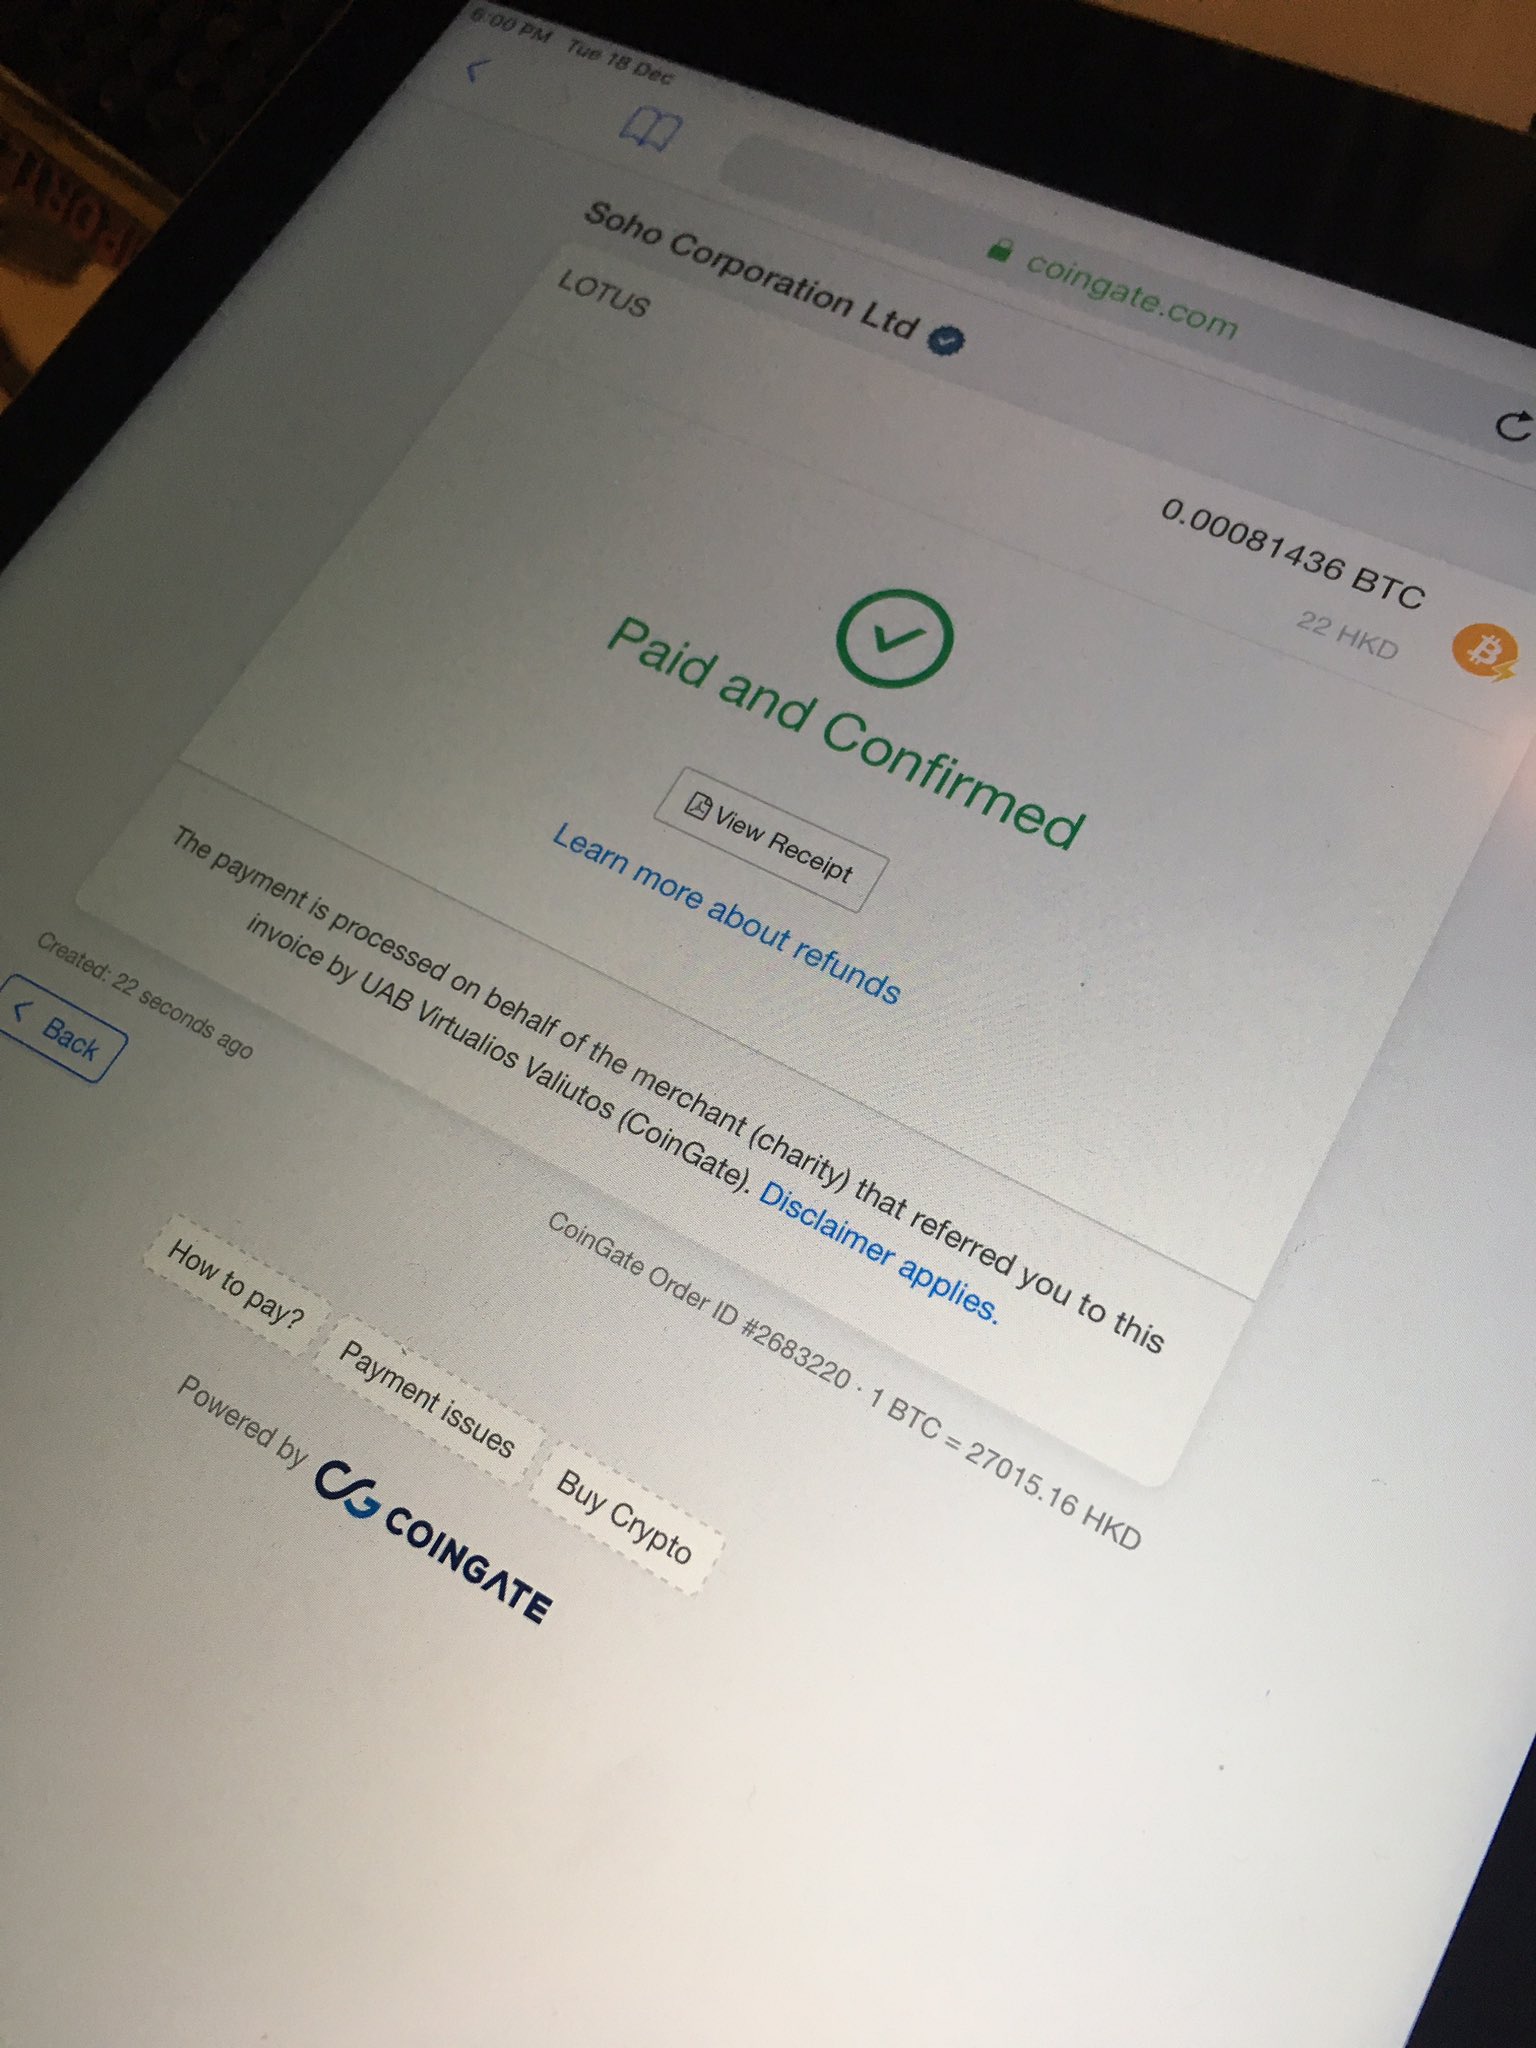 6:00 PM Tue 18 Dec
coingate.com
Soho Corporation Ltd
LOTUS
0.00081436 BTC
22 HKD
Paid and Confirmed
View Receipt
Learn more about refunds
The payment is processed on behalf of the merchant (charity) that referred you to this
invoice by UAB Virtualios Valiutos (CoinGate). Disclaimer applies.
Created: 22 seconds ago
CoinGate Order ID #2683220 · 1 BTC = 27015.16 HKD
Back
How to pay?
Payment issues
Buy Crypto
Powered by
COINGATE